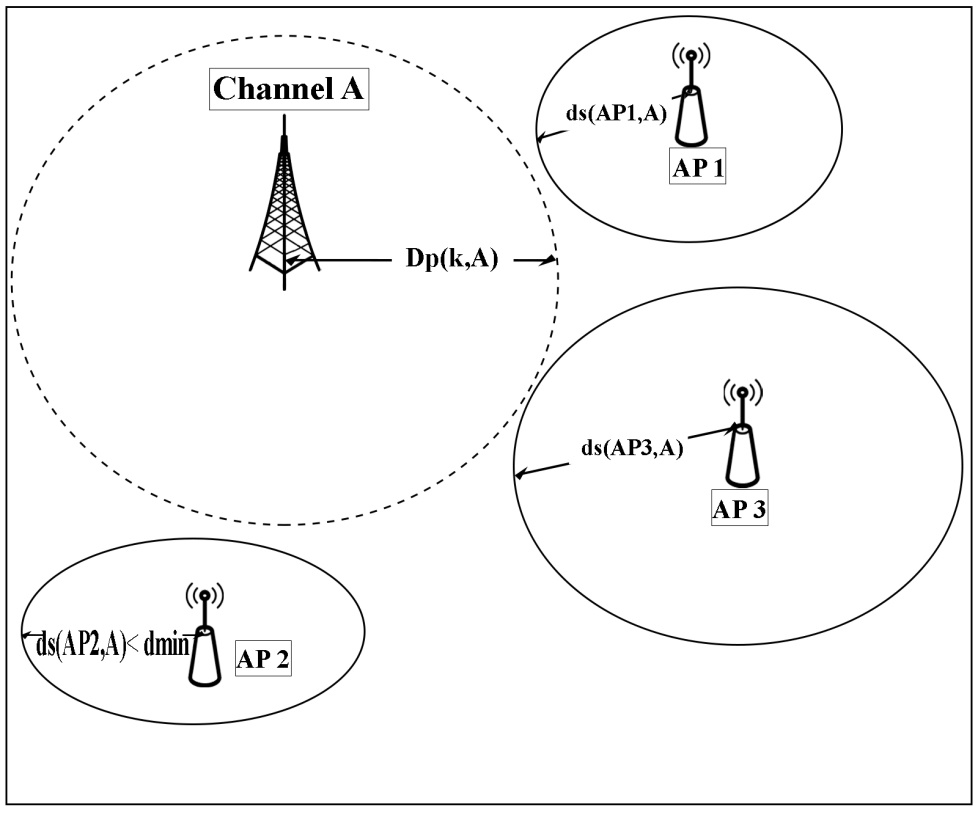 Channel A
ds(AP1,A)
AP 1
Dp(k,A)
ds(AP3,A)
AP 3
ds(AP2,A)< dmin
AP 2